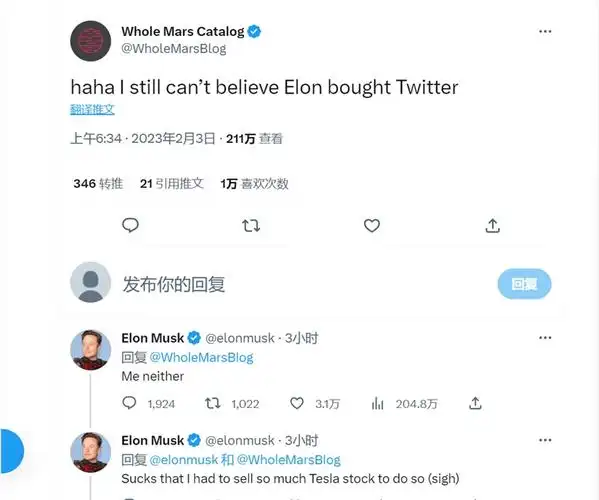 Whole Mars Catalog
@WholeMarsBlog
haha I still can’t believe Elon bought Twitter
翻译推文
上午6:34 · 2023年2月3日 · 211万 查看
346 转推 21 引用推文 1万 喜欢次数
发布你的回复 回复
Elon Musk @elonmusk · 3小时
回复 @WholeMarsBlog
Me neither
1,924 1,022 3.1万 204.8万
Elon Musk @elonmusk · 3小时
回复 @elonmusk 和 @WholeMarsBlog
Sucks that I had to sell so much Tesla stock to do so (sigh)